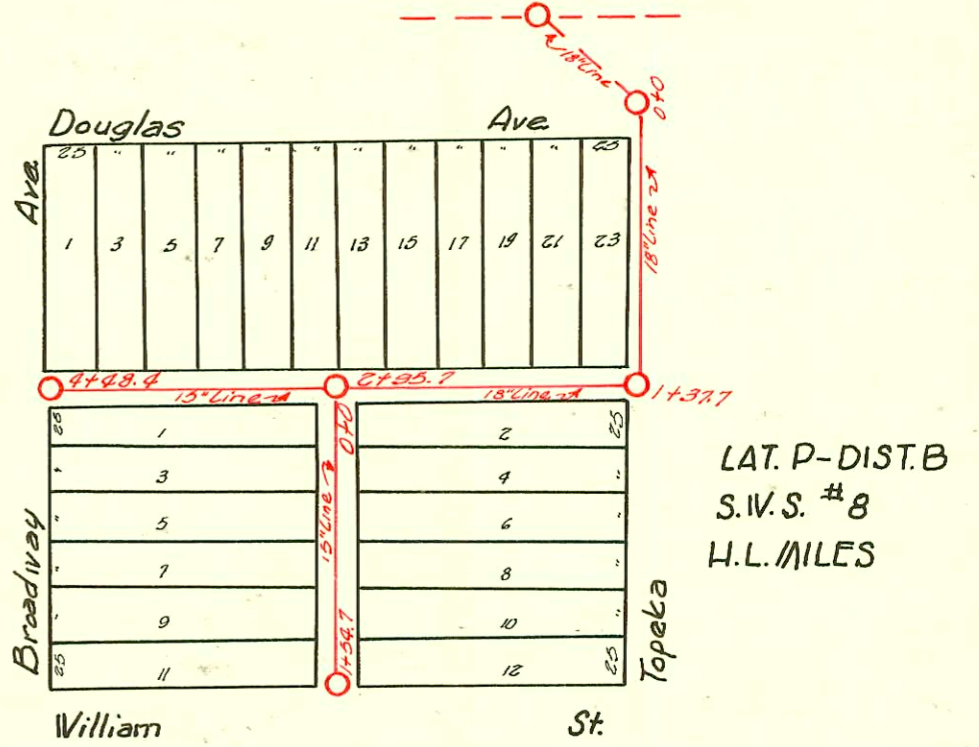 18"Line
0+0
Douglas Ave.
25 " " " " " " " " " " 25
Ave.
1 3 5 7 9 11 13 15 17 19 21 23
18"Line
4+48.4 2+95.7 1+37.7
15"Line 18"Line
0+0
25 1 2 25
" 3 4 "
" 5 6 "
" 7 8 "
" 9 10 "
25 11 12 25
15"Line
1+54.7
Broadway
Topeka
William St.
LAT. P-DIST. B
S.W.S. #8
H.L. MILES